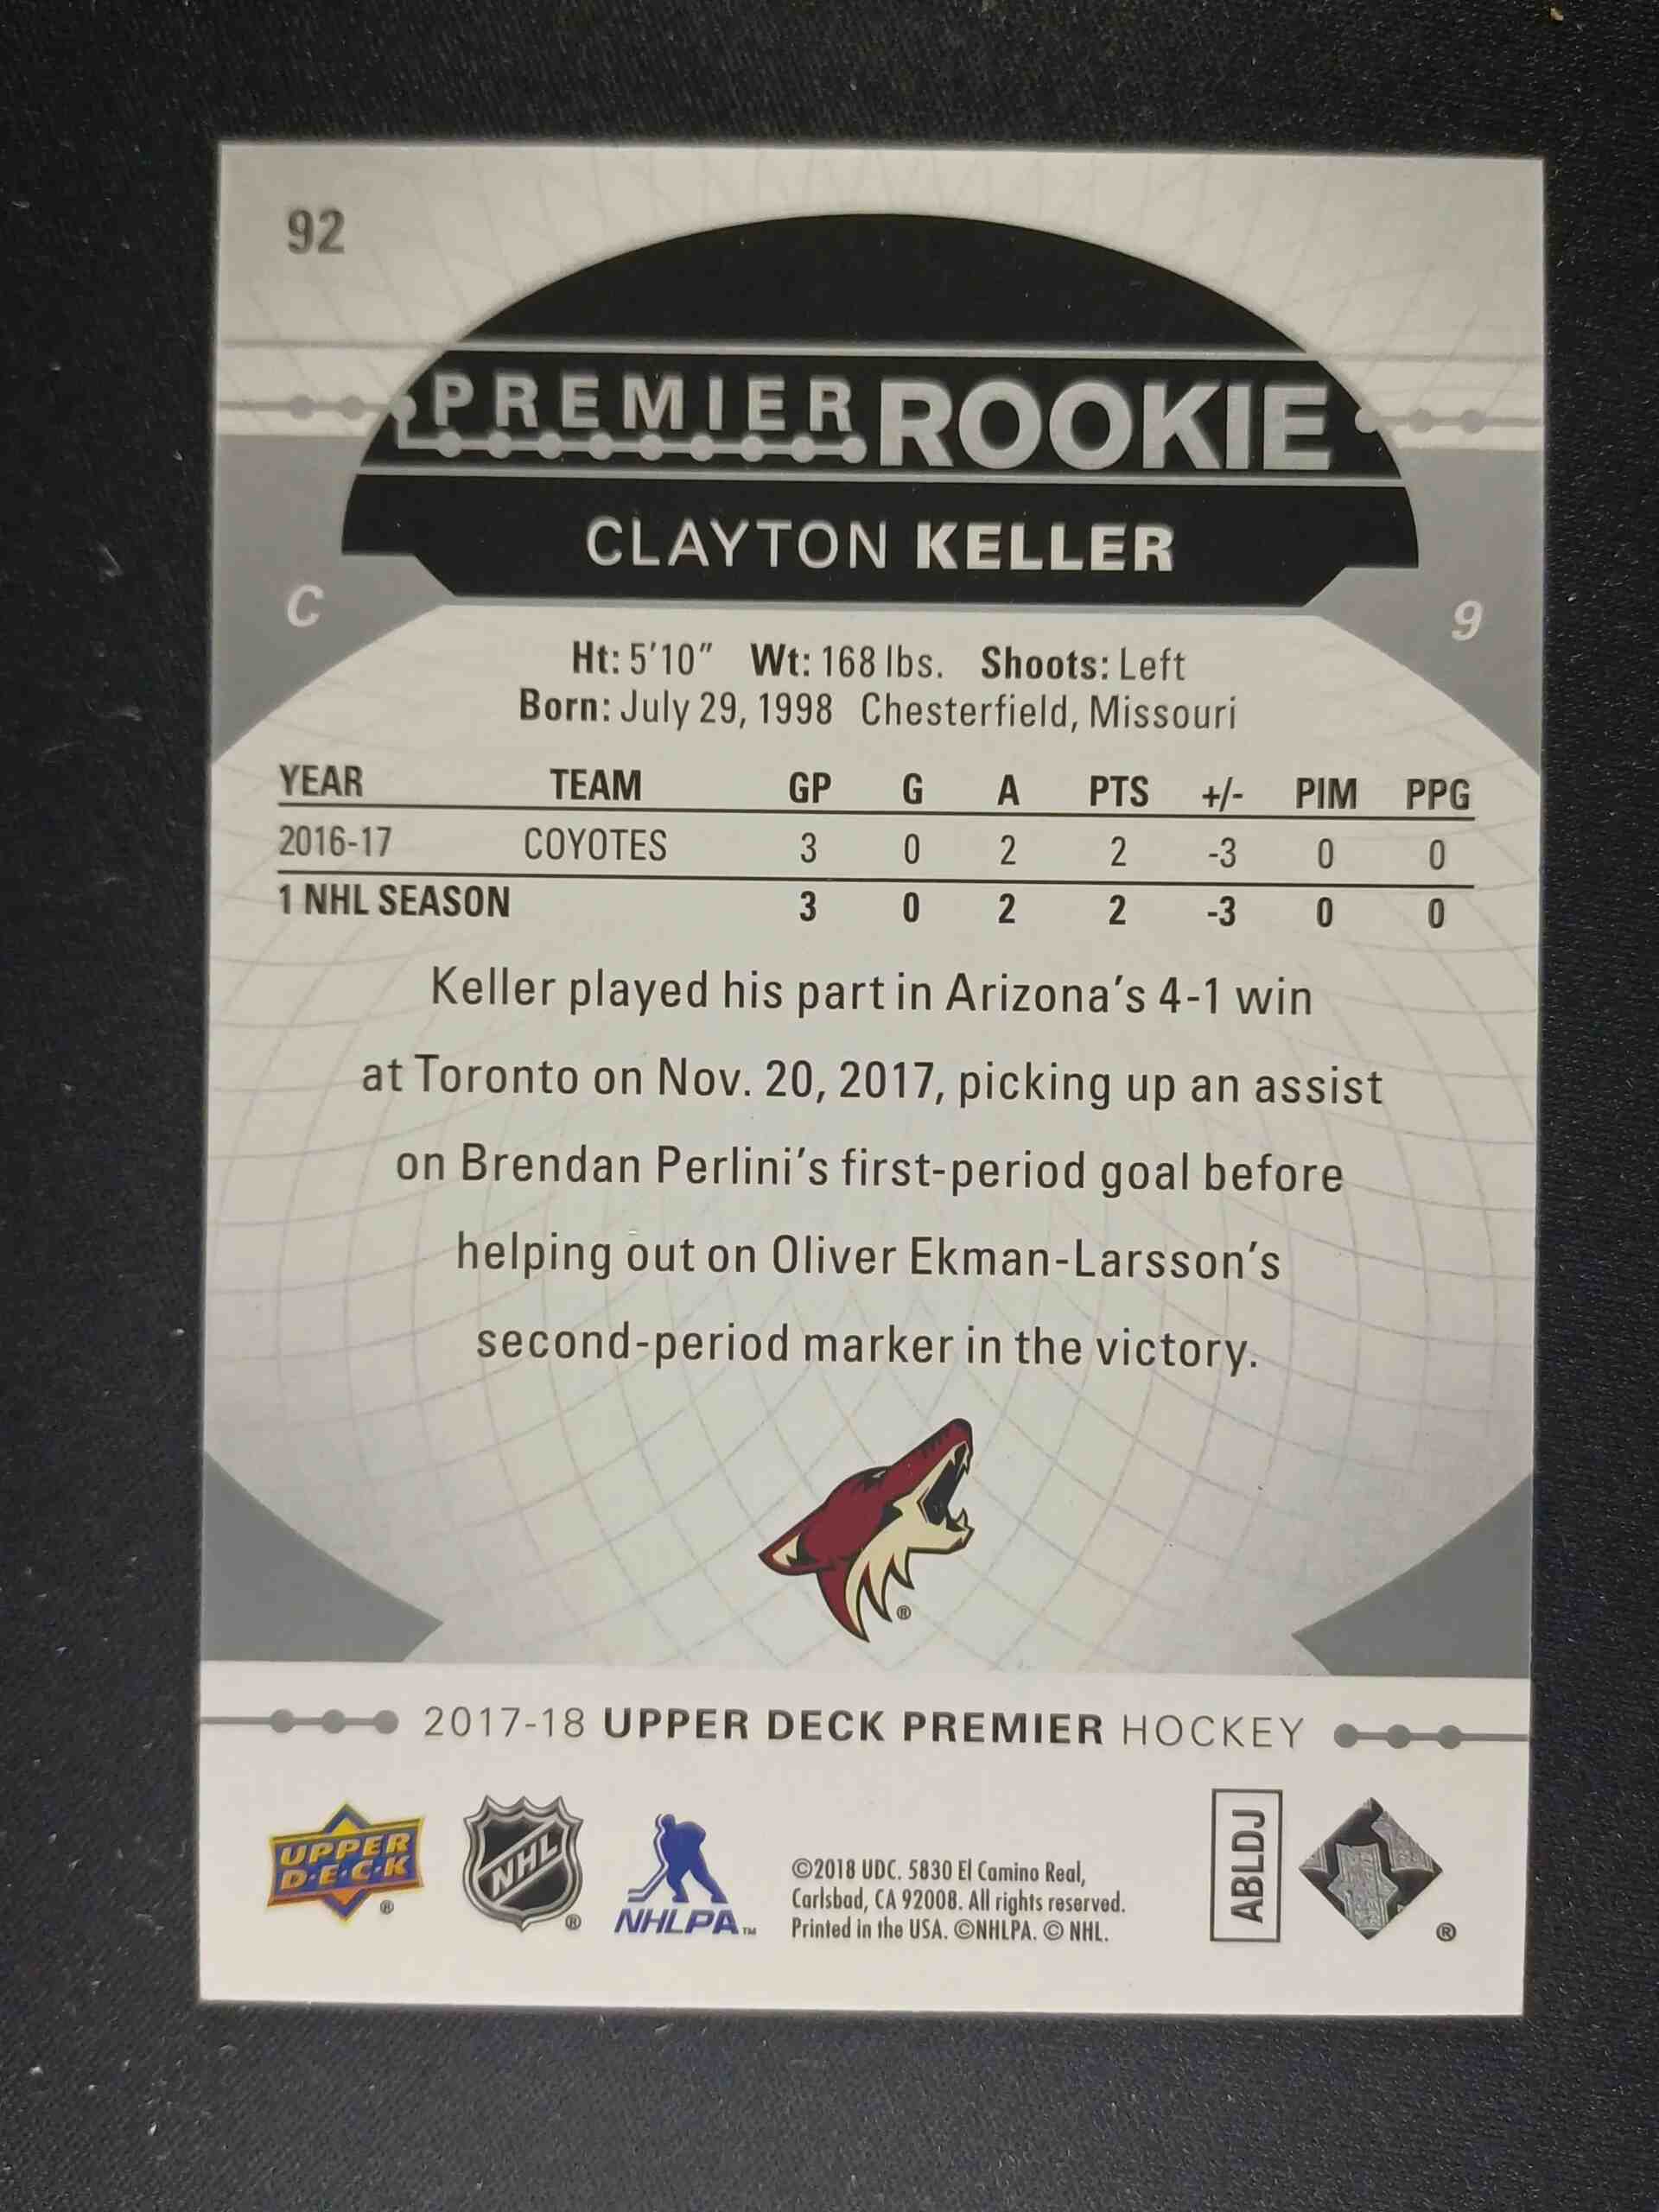 92
PREMIER ROOKIE
CLAYTON KELLER
C
9
Ht: 5'10" Wt: 168 lbs. Shoots: Left
Born: July 29, 1998 Chesterfield, Missouri
YEAR TEAM GP G A PTS +/- PIM PPG
2016-17 COYOTES 3 0 2 2 -3 0 0
1 NHL SEASON 3 0 2 2 -3 0 0
Keller played his part in Arizona's 4-1 win
at Toronto on Nov. 20, 2017, picking up an assist
on Brendan Perlini's first-period goal before
helping out on Oliver Ekman-Larsson's
second-period marker in the victory.
®
2017-18 UPPER DECK PREMIER HOCKEY
UPPER
D·E·C·K
®
NHL
®
NHLPA™
©2018 UDC. 5830 El Camino Real,
Carlsbad, CA 92008. All rights reserved.
Printed in the USA. ©NHLPA. © NHL.
ABLDJ
®